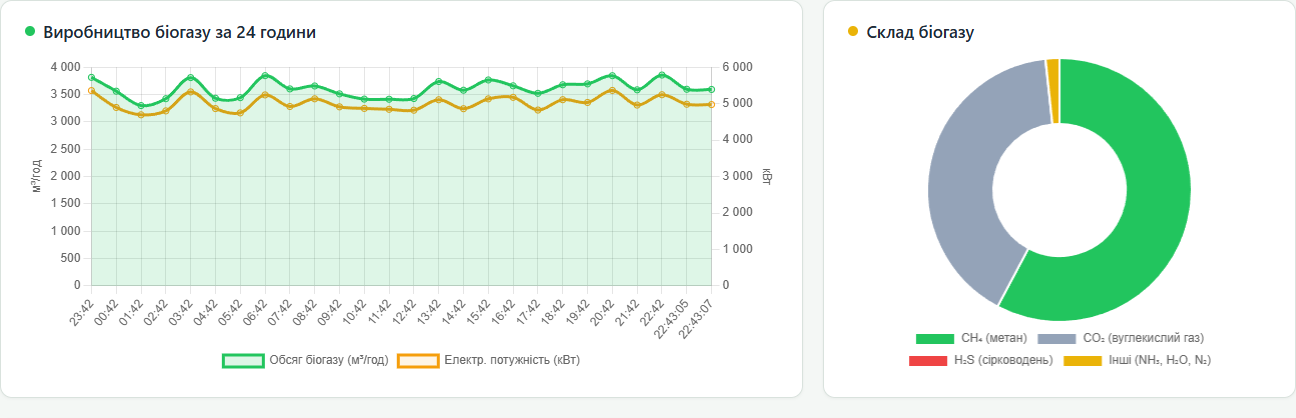 Виробництво біогазу за 24 години
4 000
3 500
3 000
2 500
2 000
1 500
1 000
500
0
м³/год
6 000
5 000
4 000
3 000
2 000
1 000
0
кВт
23:42 00:42 01:42 02:42 03:42 04:42 05:42 06:42 07:42 08:42 09:42 10:42 11:42 12:42 13:42 14:42 15:42 16:42 17:42 18:42 19:42 20:42 21:42 22:42 22:43:05 22:43:07
Обсяг біогазу (м³/год) Електр. потужність (кВт)
Склад біогазу
CH₄ (метан) CO₂ (вуглекислий газ)
H₂S (сірководень) Інші (NH₃, H₂O, N₂)